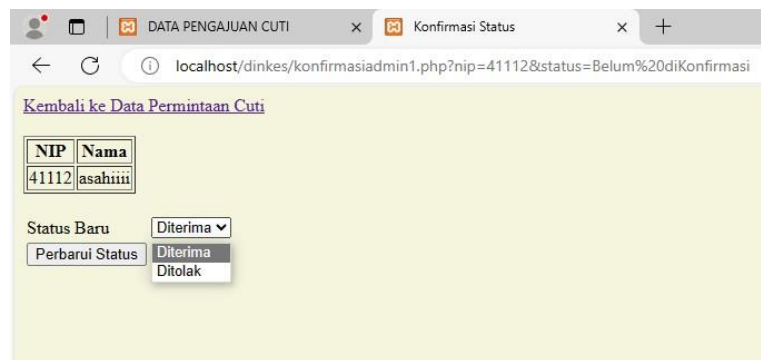 DATA PENGAJUAN CUTI Konfirmasi Status
localhost/dinkes/konfirmasiadmin1.php?nip=41112&status=Belum%20diKonfirmasi
Kembali ke Data Permintaan Cuti
NIP Nama
41112 asahiiii
Status Baru Diterima
Perbarui Status Diterima
Ditolak